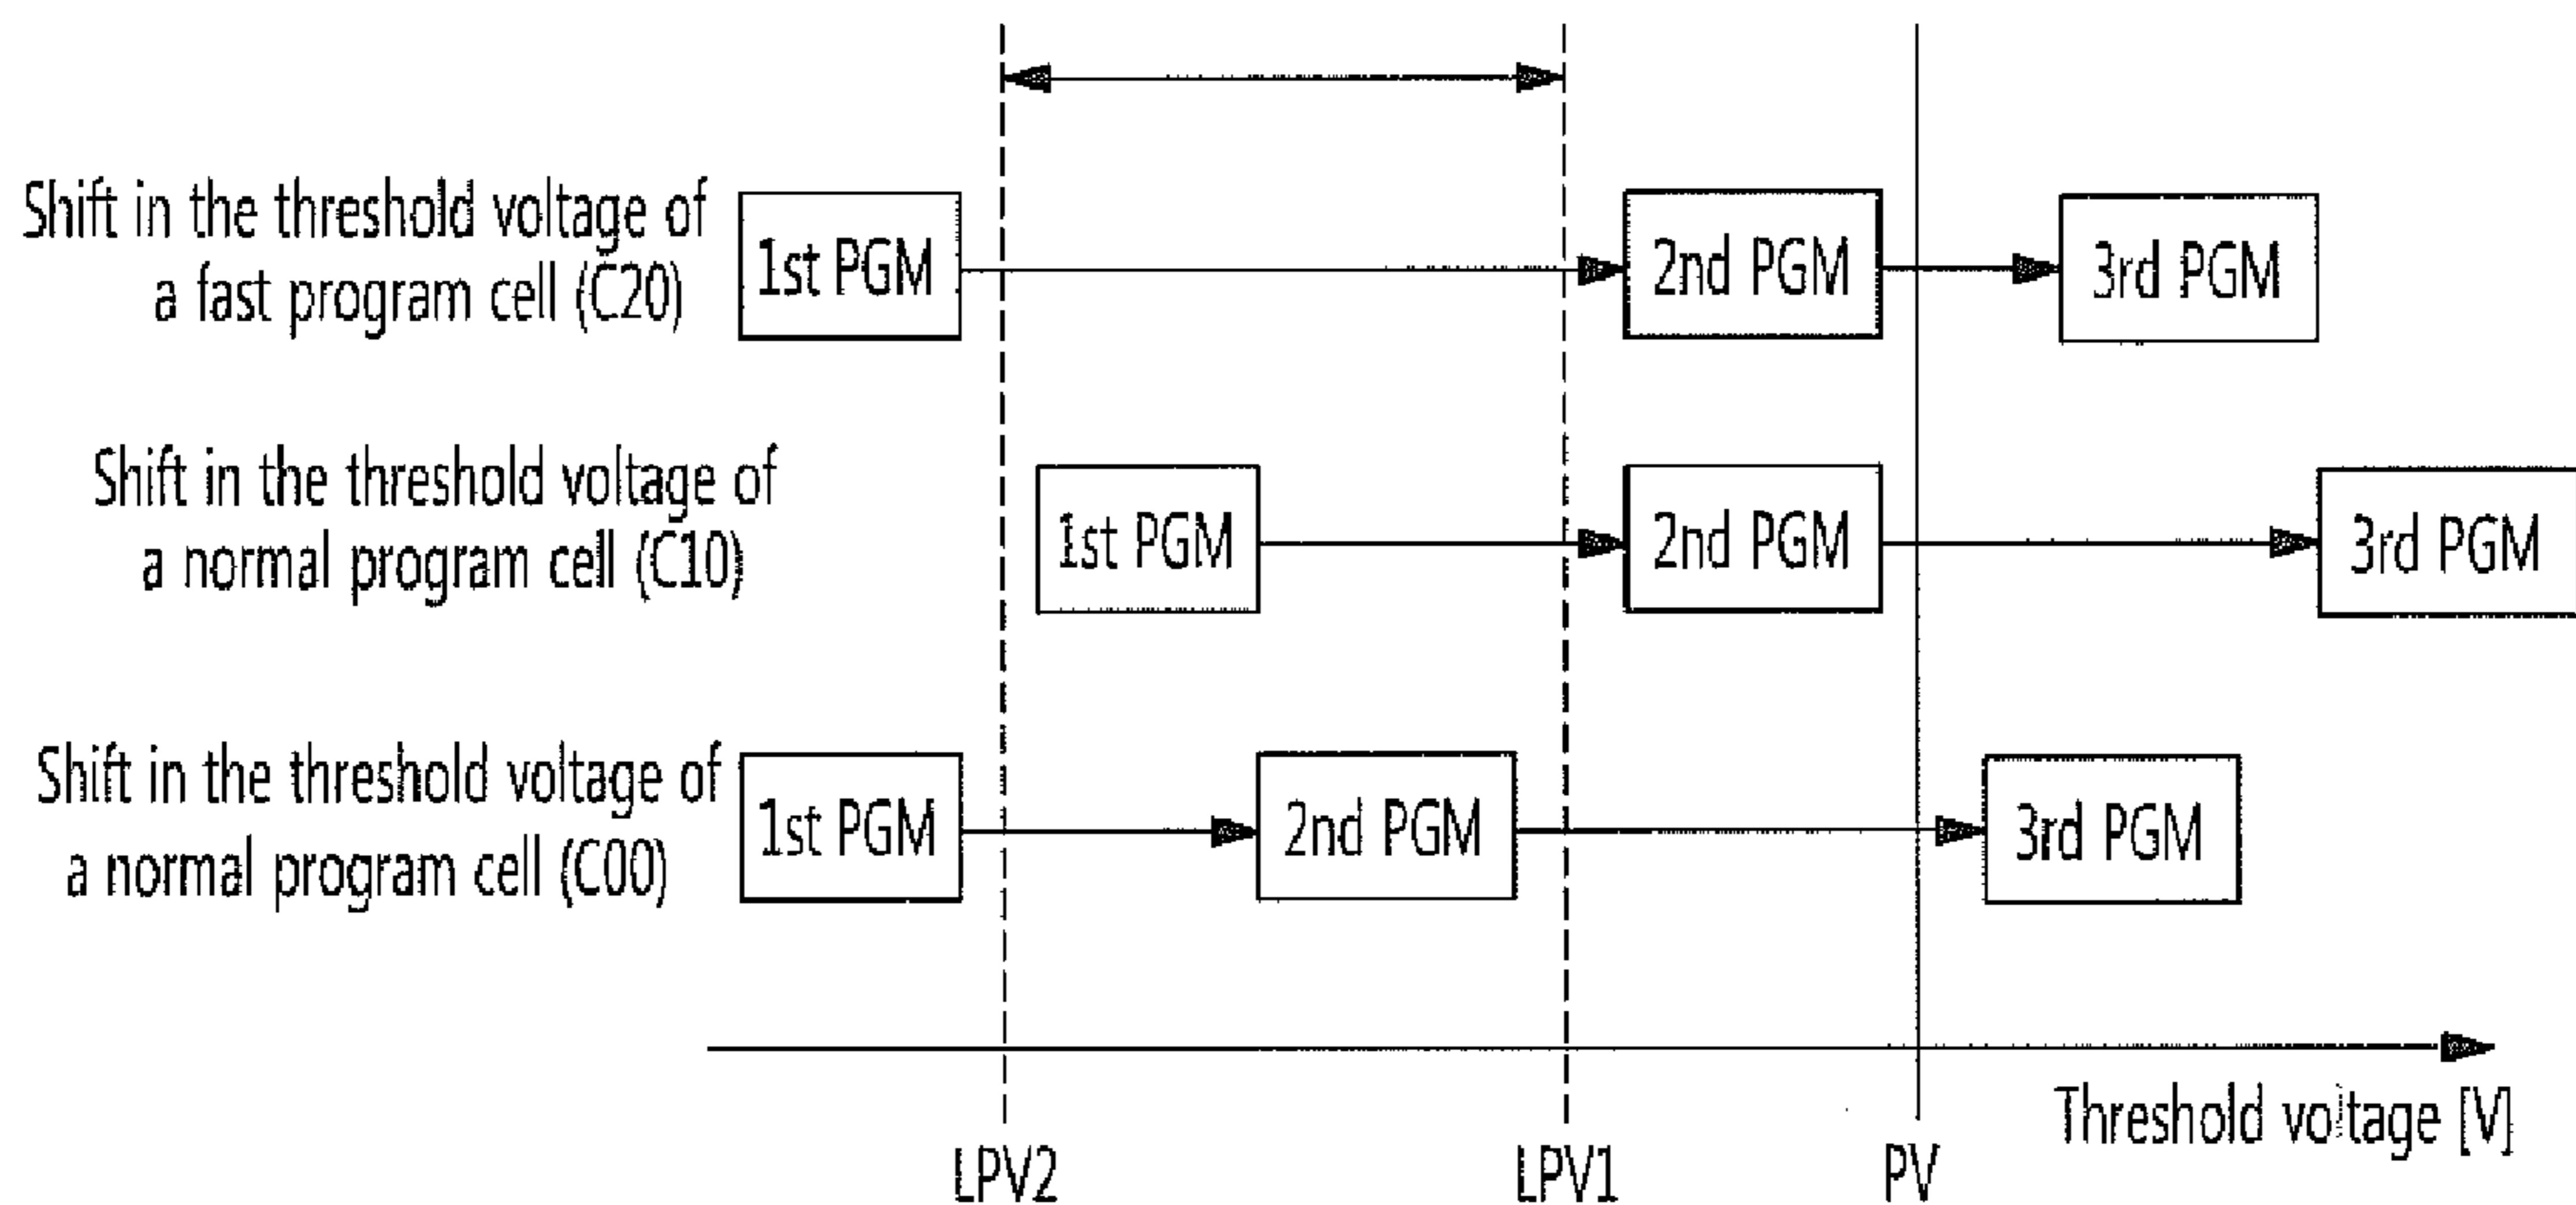 Shift in the threshold voltage of
a fast program cell (C20)
1st PGM
2nd PGM
3rd PGM
Shift in the threshold voltage of
a normal program cell (C10)
1st PGM
2nd PGM
3rd PGM
Shift in the threshold voltage of
a normal program cell (C00)
1st PGM
2nd PGM
3rd PGM
Threshold voltage [V]
LPV2
LPV1
PV